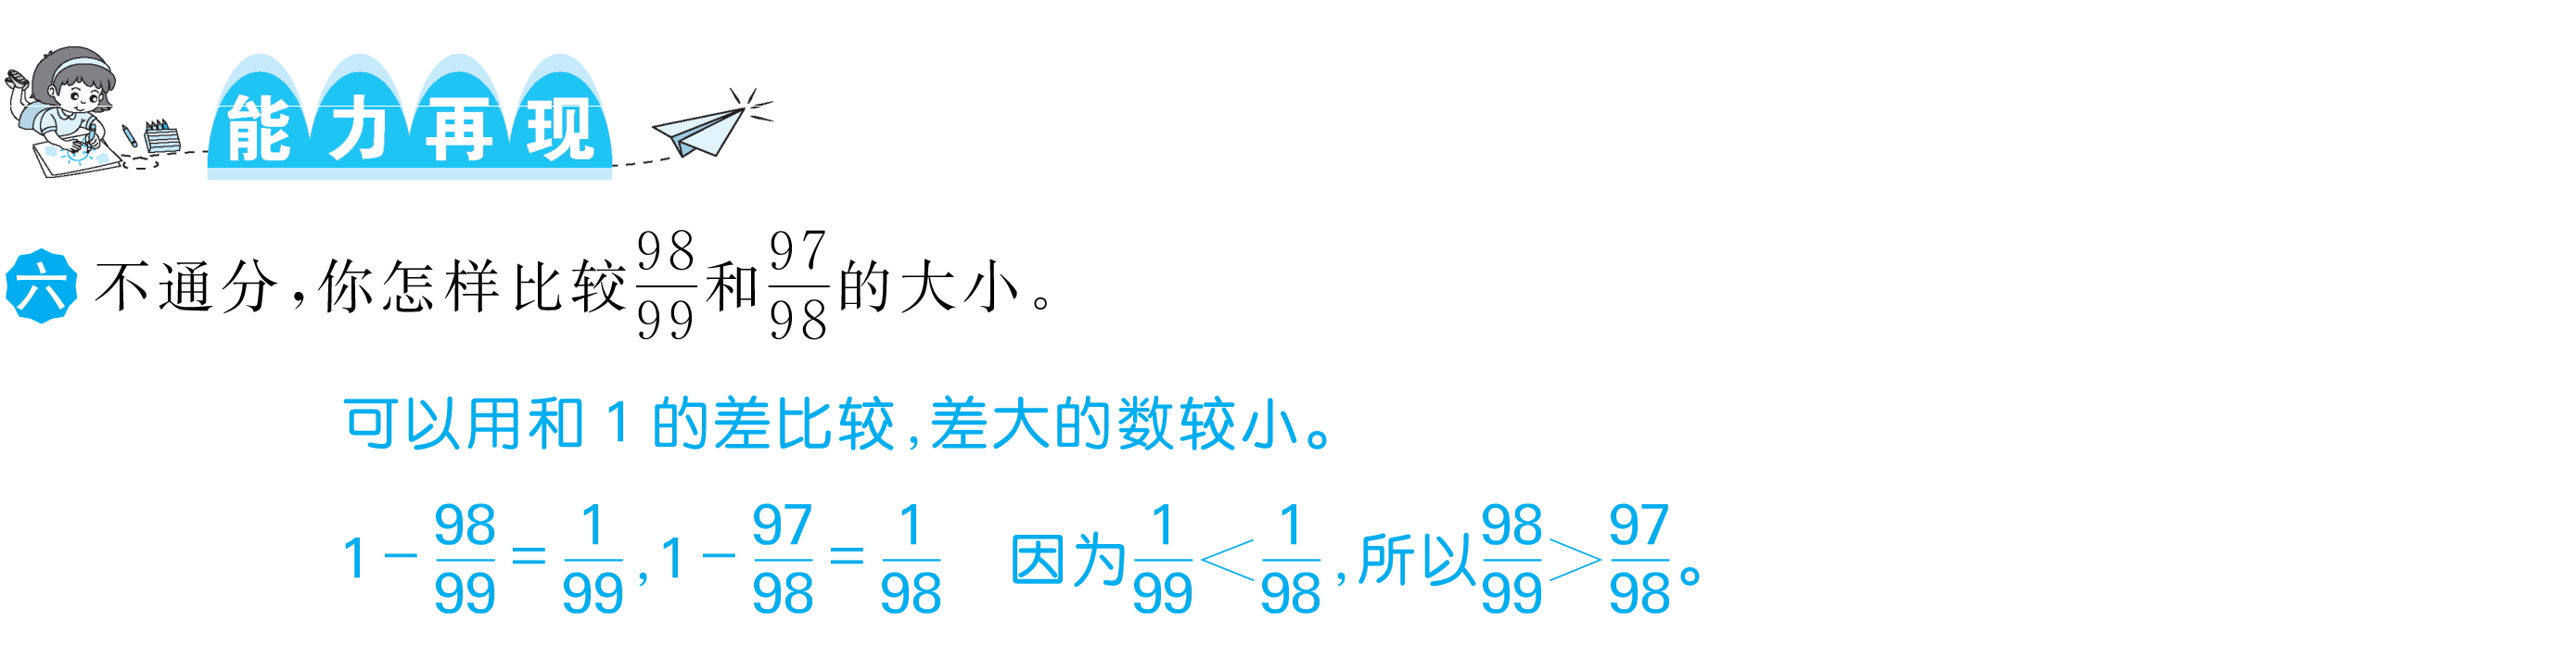 能力再现
六 不通分,你怎样比较98/99和97/98的大小。
可以用和1的差比较,差大的数较小。
1-98/99=1/99,1-97/98=1/98 因为1/99<1/98,所以98/99>97/98。